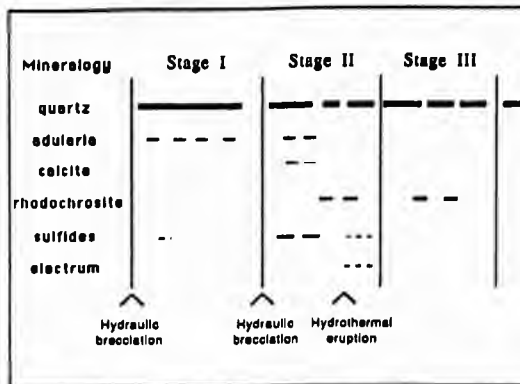 Mineralogy Stage I Stage II Stage III
quartz
adularia
calcite
rhodochrosite
sulfides
electrum
Hydraulic
brecciation
Hydraulic
brecciation
Hydrothermal
eruption